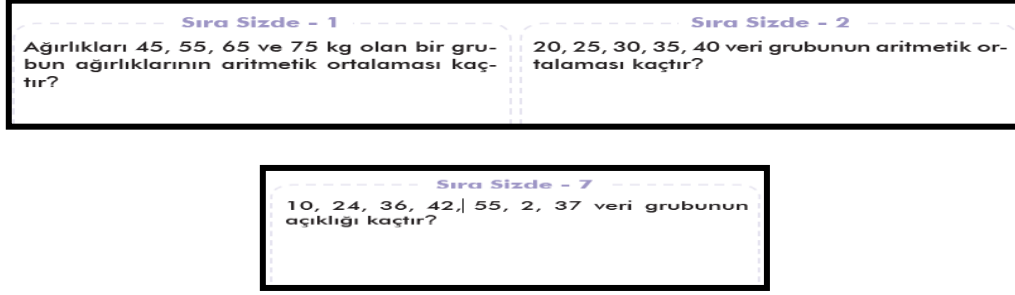 Sıra Sizde - 1
Ağırlıkları 45, 55, 65 ve 75 kg olan bir gru-
bun ağırlıklarının aritmetik ortalaması kaç-
tır?
Sıra Sizde - 2
20, 25, 30, 35, 40 veri grubunun aritmetik or-
talaması kaçtır?
Sıra Sizde - 7
10, 24, 36, 42, 55, 2, 37 veri grubunun
açıklığı kaçtır?